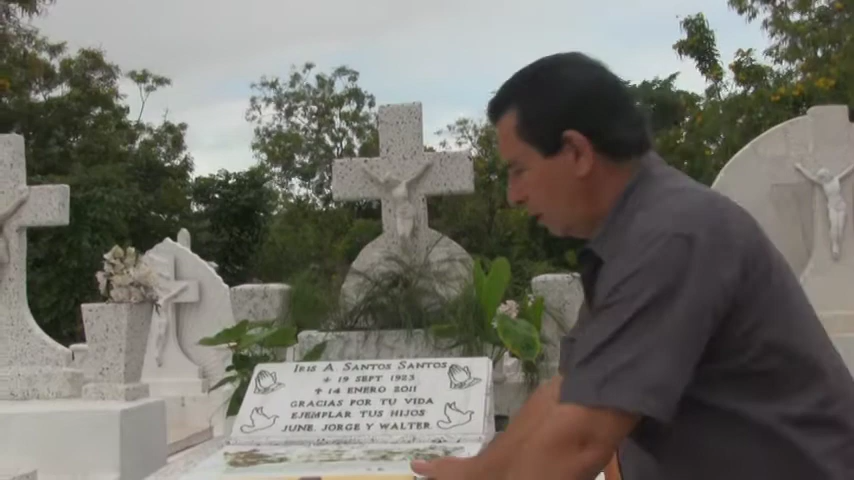 IRIS A. SANTOS SANTOS
✝ 19 SEPT 1923
✝ 14 ENERO 2011
GRACIAS POR TU VIDA
EJEMPLAR TUS HIJOS
JUNE, JORGE Y WALTER.